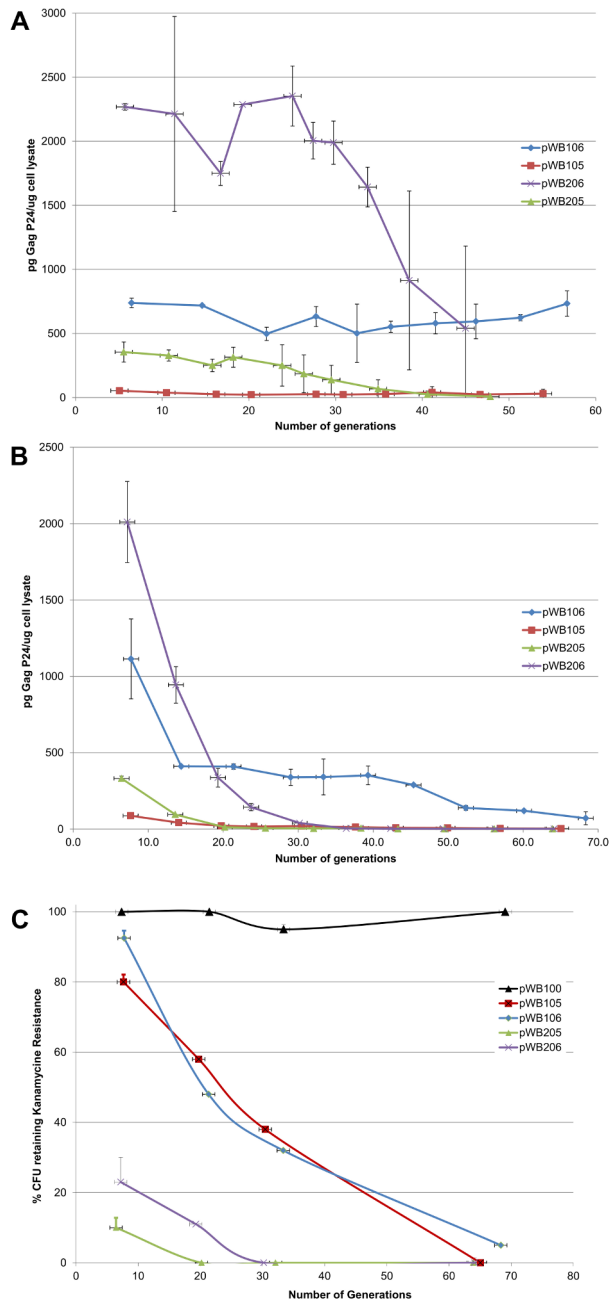 A
3000
2500
2000
1500
1000
500
0
pg Gag P24/ug cell lysate
pWB106
pWB105
pWB206
pWB205
0
10
20
30
40
50
60
Number of generations
B
2500
2000
1500
1000
500
0
pg Gag P24/ug cell lysate
pWB106
pWB105
pWB205
pWB206
0.0
10.0
20.0
30.0
40.0
50.0
60.0
70.0
Number of generations
C
100
80
60
40
20
0
% CFU retaining Kanamycine Resistance
pWB100
pWB105
pWB106
pWB205
pWB206
0
10
20
30
40
50
60
70
80
Number of Generations